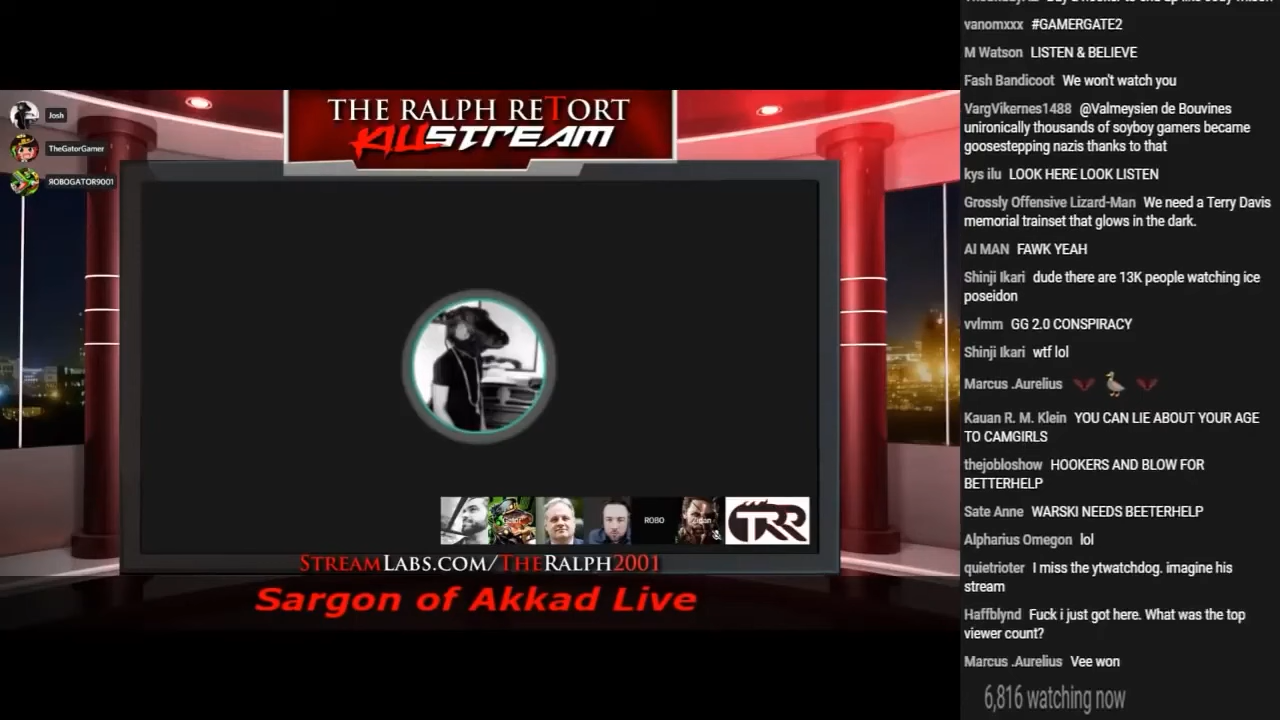 Josh
TheGatorGamer
ЯOBOGATOR9001
THE RALPH RETORT
KILLSTREAM
ROBO
TRR
STREAMLABS.COM/THERALPH2001
Sargon of Akkad Live
vanomxxx #GAMERGATE2
M Watson LISTEN & BELIEVE
Fash Bandicoot We won't watch you
VargVikernes1488 @Valmeysien de Bouvines
unironically thousands of soyboy gamers became
goosestepping nazis thanks to that
kys ilu LOOK HERE LOOK LISTEN
Grossly Offensive Lizard-Man We need a Terry Davis
memorial trainset that glows in the dark.
AI MAN FAWK YEAH
Shinji Ikari dude there are 13K people watching ice
poseidon
vvlmm GG 2.0 CONSPIRACY
Shinji Ikari wtf lol
Marcus .Aurelius
Kauan R. M. Klein YOU CAN LIE ABOUT YOUR AGE
TO CAMGIRLS
thejobloshow HOOKERS AND BLOW FOR
BETTERHELP
Sate Anne WARSKI NEEDS BEETERHELP
Alpharius Omegon lol
quietrioter I miss the ytwatchdog. imagine his
stream
Haffblynd Fuck i just got here. What was the top
viewer count?
Marcus .Aurelius Vee won
6,816 watching now